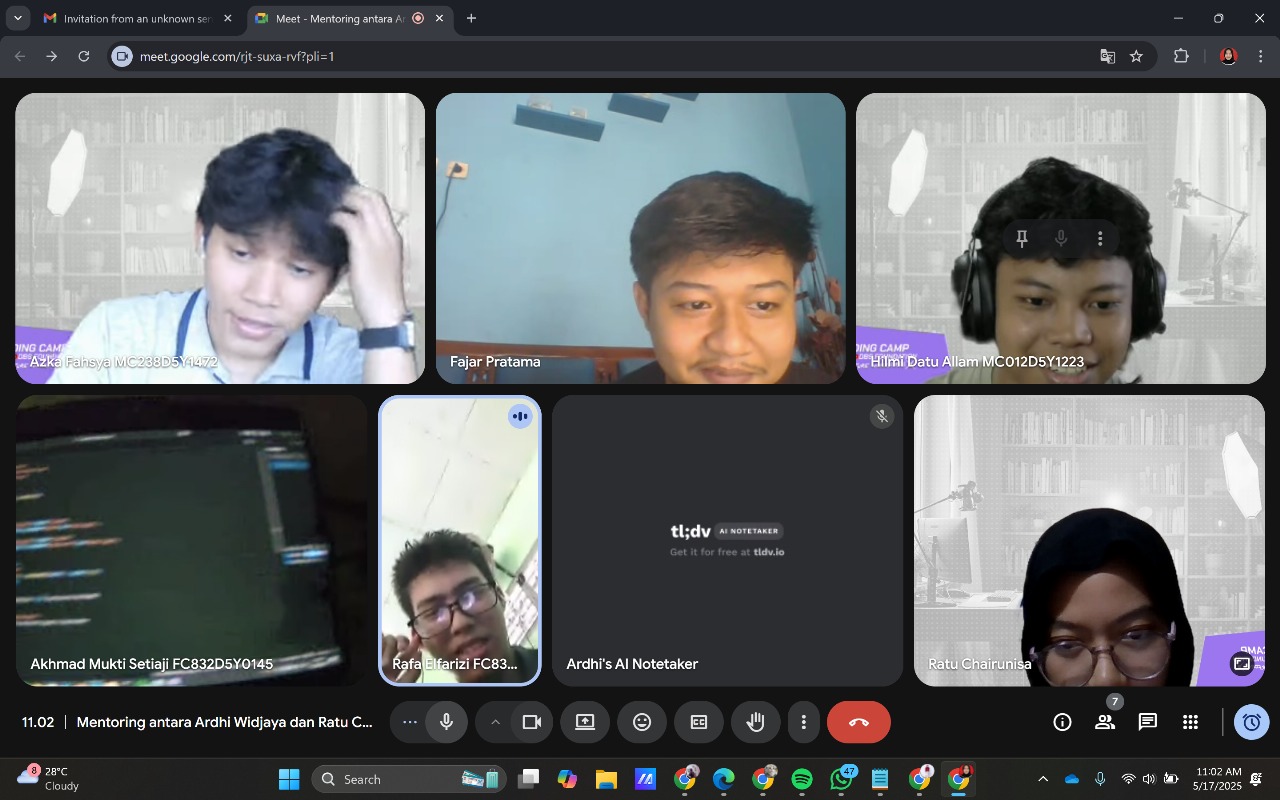 Invitation from an unknown sen
Meet - Mentoring antara Ar
meet.google.com/rjt-suxa-rvf?pli=1
DING CAMP
Azka Fahsya MC238D5Y1472
Fajar Pratama
DING CAMP
DBS FOUNDATION
Hilmi Datu Allam MC012D5Y1223
Akhmad Mukti Setiaji FC832D5Y0145
Rafa Elfarizi FC83...
tl;dv AI NOTETAKER
Get it for free at tldv.io
Ardhi's AI Notetaker
Ratu Chairunisa
7
11.02 | Mentoring antara Ardhi Widjaya dan Ratu C...
8
28°C
Cloudy
Search
47
11:02 AM
5/17/2025